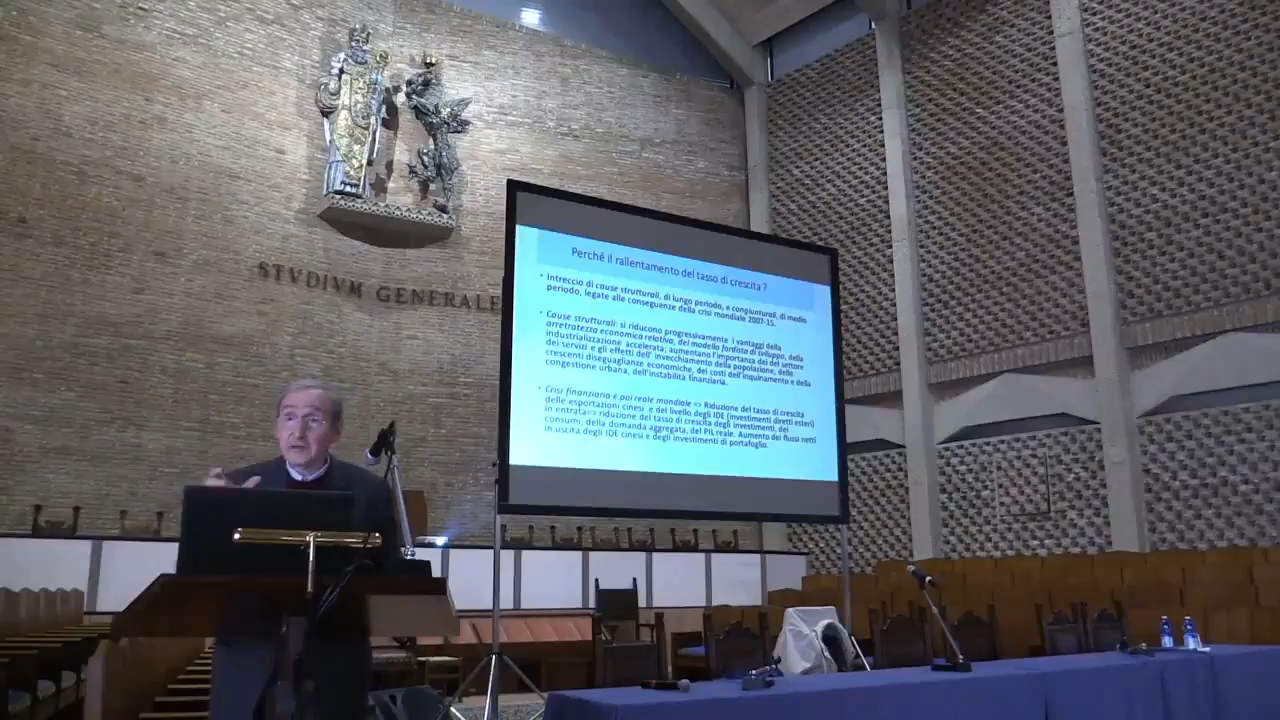 STVDIVM GENERALE
Perché il rallentamento del tasso di crescita ?
• Intreccio di cause strutturali, di lungo periodo, e congiunturali, di medio
periodo, legate alle conseguenze della crisi mondiale 2007-15.
• Cause strutturali: si riducono progressivamente i vantaggi della
arretratezza economica relativa, del modello fordista di sviluppo, della
industrializzazione accelerata; aumentano l'importanza dei del settore
dei servizi e gli effetti dell' invecchiamento della popolazione, delle
crescenti diseguaglianze economiche, dei costi dell'inquinamento e della
congestione urbana, dell'instabilità finanziaria.
• Crisi finanziaria e poi reale mondiale => Riduzione del tasso di crescita
delle esportazioni cinesi e del livello degli IDE (investimenti diretti esteri)
in entrata=> riduzione del tasso di crescita degli investimenti, dei
consumi, della domanda aggregata, del PIL reale. Aumento dei flussi netti
in uscita degli IDE cinesi e degli investimenti di portafoglio.